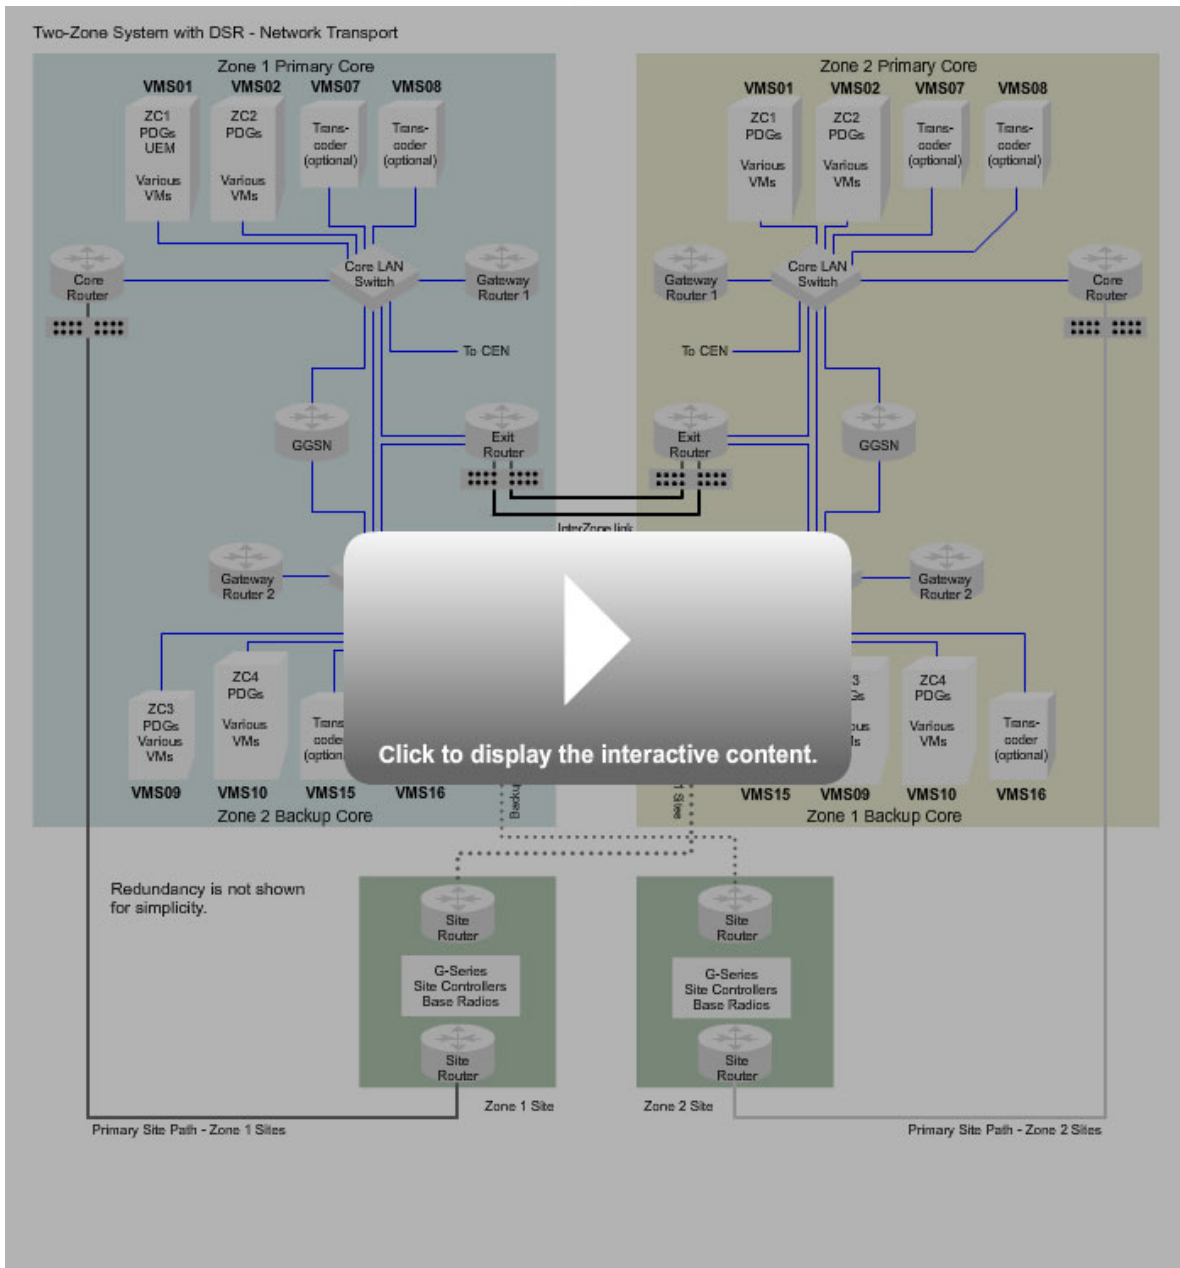 Two-Zone System with DSR - Network Transport
Zone 1 Primary Core
VMS01 VMS02 VMS07 VMS08
ZC1
PDGs
UEM
Various
VMs
ZC2
PDGs
Various
VMs
Trans-
coder
(optional)
Trans-
coder
(optional)
Core
Router
Core LAN
Switch
Gateway
Router 1
To CEN
GGSN
Exit
Router
Zone 2 Primary Core
VMS01 VMS02 VMS07 VMS08
ZC1
PDGs
Various
VMs
ZC2
PDGs
Various
VMs
Trans-
coder
(optional)
Trans-
coder
(optional)
Gateway
Router 1
Core LAN
Switch
Core
Router
To CEN
Exit
Router
GGSN
InterZone link
Gateway
Router 2
Gateway
Router 2
Click to display the interactive content.
ZC3
PDGs
Various
VMs
ZC4
PDGs
Various
VMs
Trans-
coder
(optional)
VMS09 VMS10 VMS15 VMS16
Zone 2 Backup Core
ZC4
PDGs
Various
VMs
Trans-
coder
(optional)
VMS15 VMS09 VMS10 VMS16
Zone 1 Backup Core
1 Sites
Redundancy is not shown
for simplicity.
Site
Router
G-Series
Site Controllers
Base Radios
Site
Router
Zone 1 Site
Site
Router
G-Series
Site Controllers
Base Radios
Site
Router
Zone 2 Site
Primary Site Path - Zone 1 Sites
Primary Site Path - Zone 2 Sites